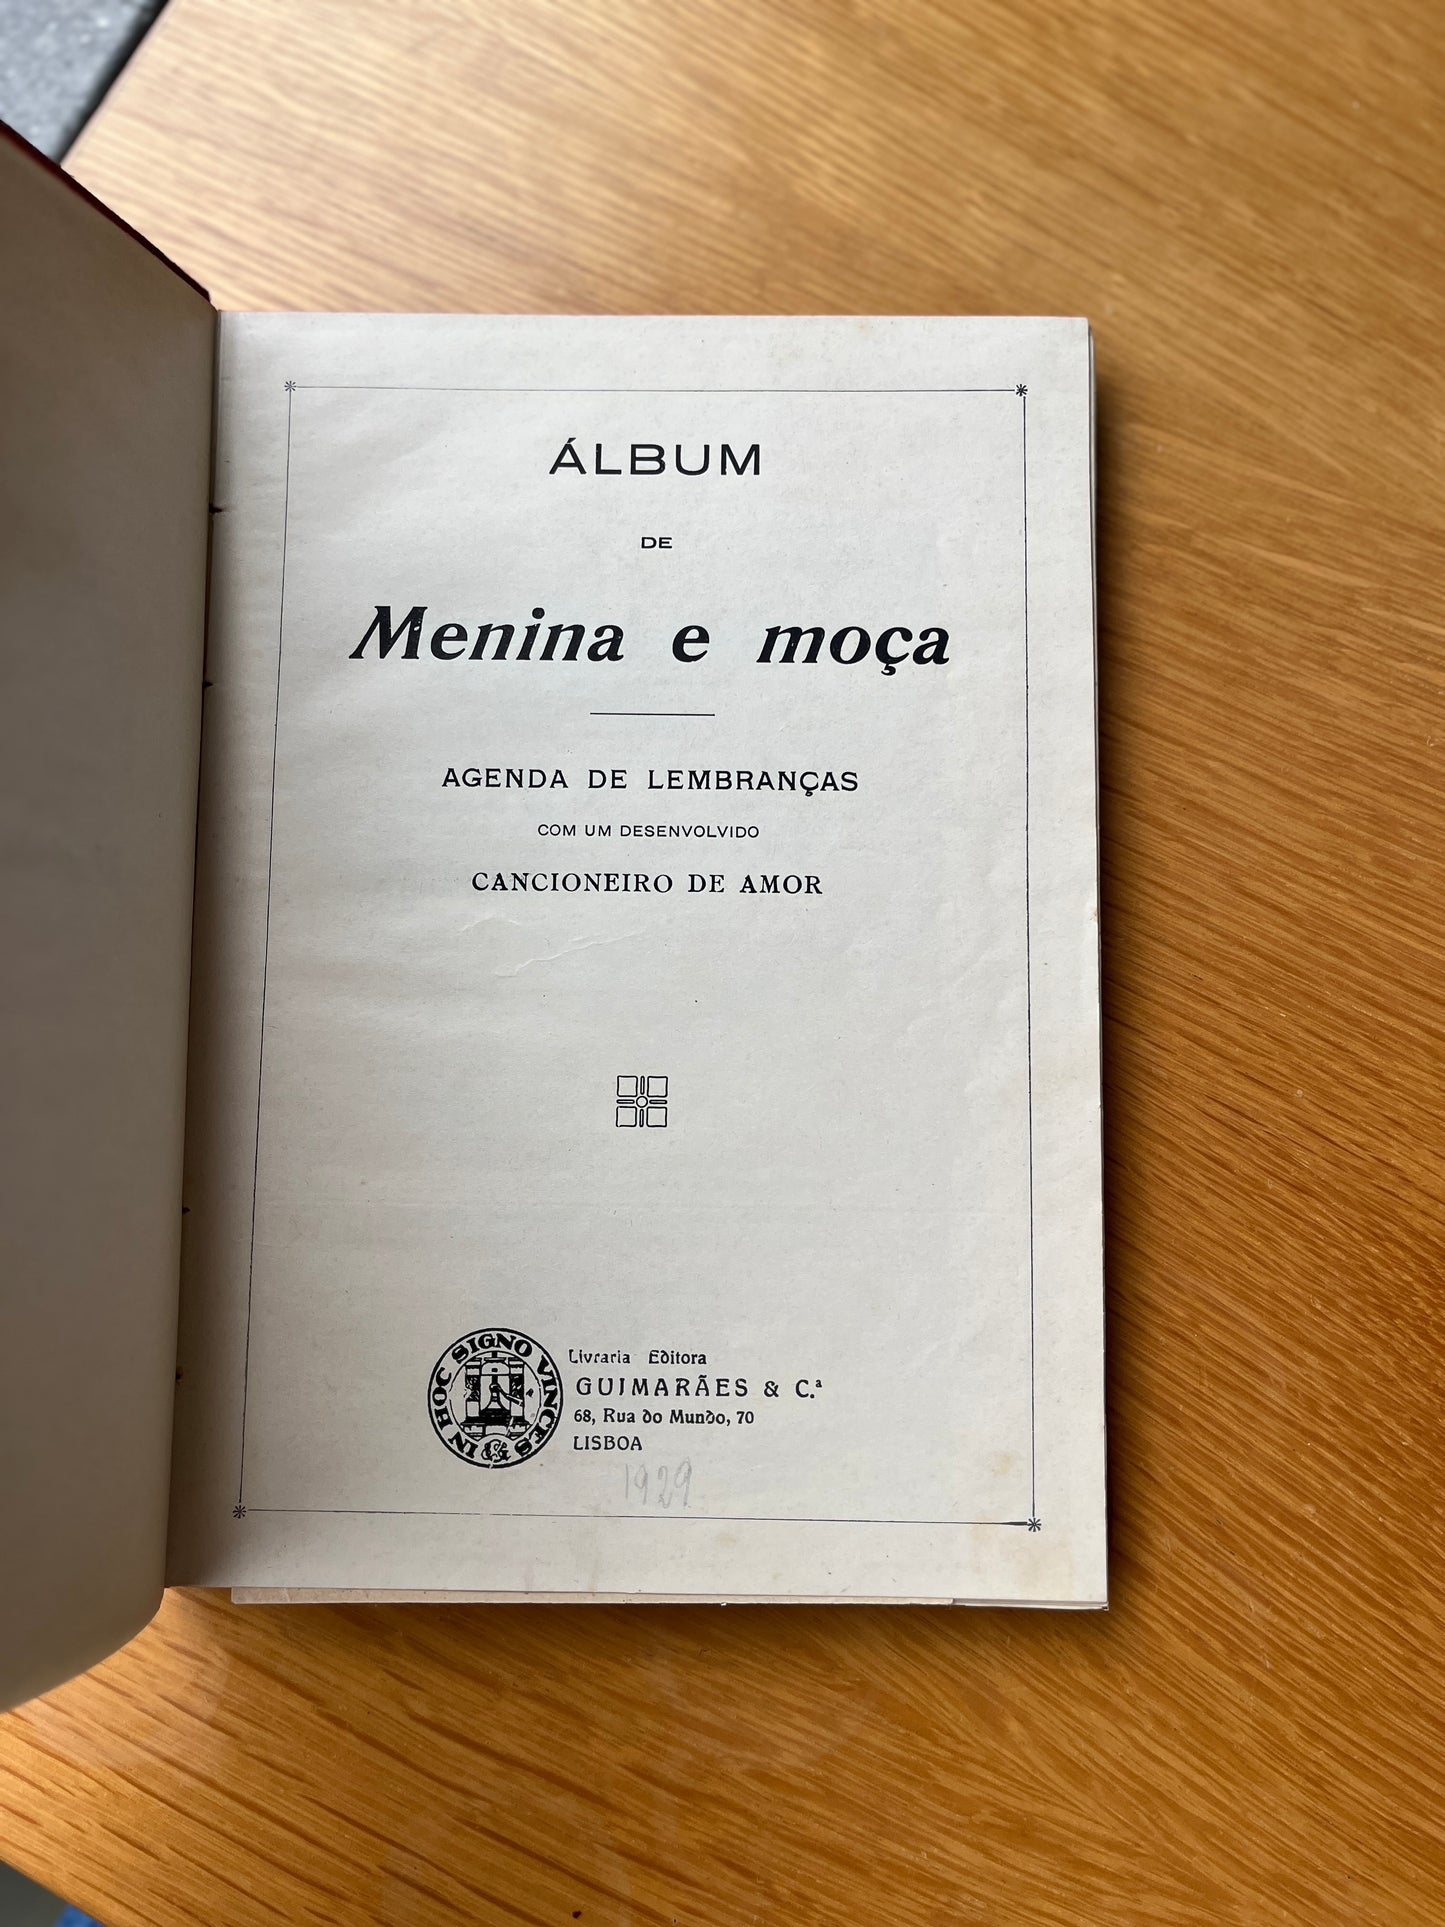 ÁLBUM
DE
Menina e moça
AGENDA DE LEMBRANÇAS
COM UM DESENVOLVIDO
CANCIONEIRO DE AMOR
IN HOC SIGNO VINCES
Livraria Editora
GUIMARÃES & C.ª
68, Rua do Mundo, 70
LISBOA
1929